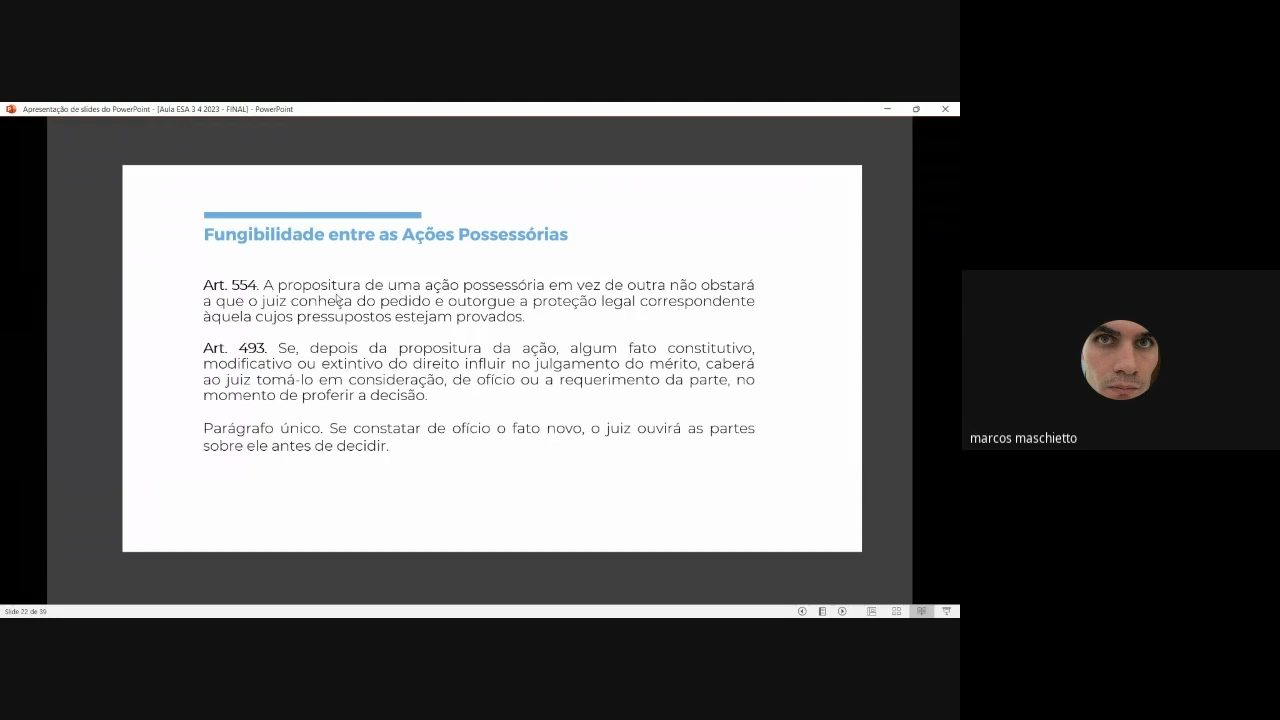 Apresentação de slides do PowerPoint - [Aula ESA 3 4 2023 - FINAL] - PowerPoint
Fungibilidade entre as Ações Possessórias
Art. 554. A propositura de uma ação possessória em vez de outra não obstará
a que o juiz conheça do pedido e outorgue a proteção legal correspondente
àquela cujos pressupostos estejam provados.
Art. 493. Se, depois da propositura da ação, algum fato constitutivo,
modificativo ou extintivo do direito influir no julgamento do mérito, caberá
ao juiz tomá-lo em consideração, de ofício ou a requerimento da parte, no
momento de proferir a decisão.
Parágrafo único. Se constatar de ofício o fato novo, o juiz ouvirá as partes
sobre ele antes de decidir.
marcos maschietto
Slide 22 de 39